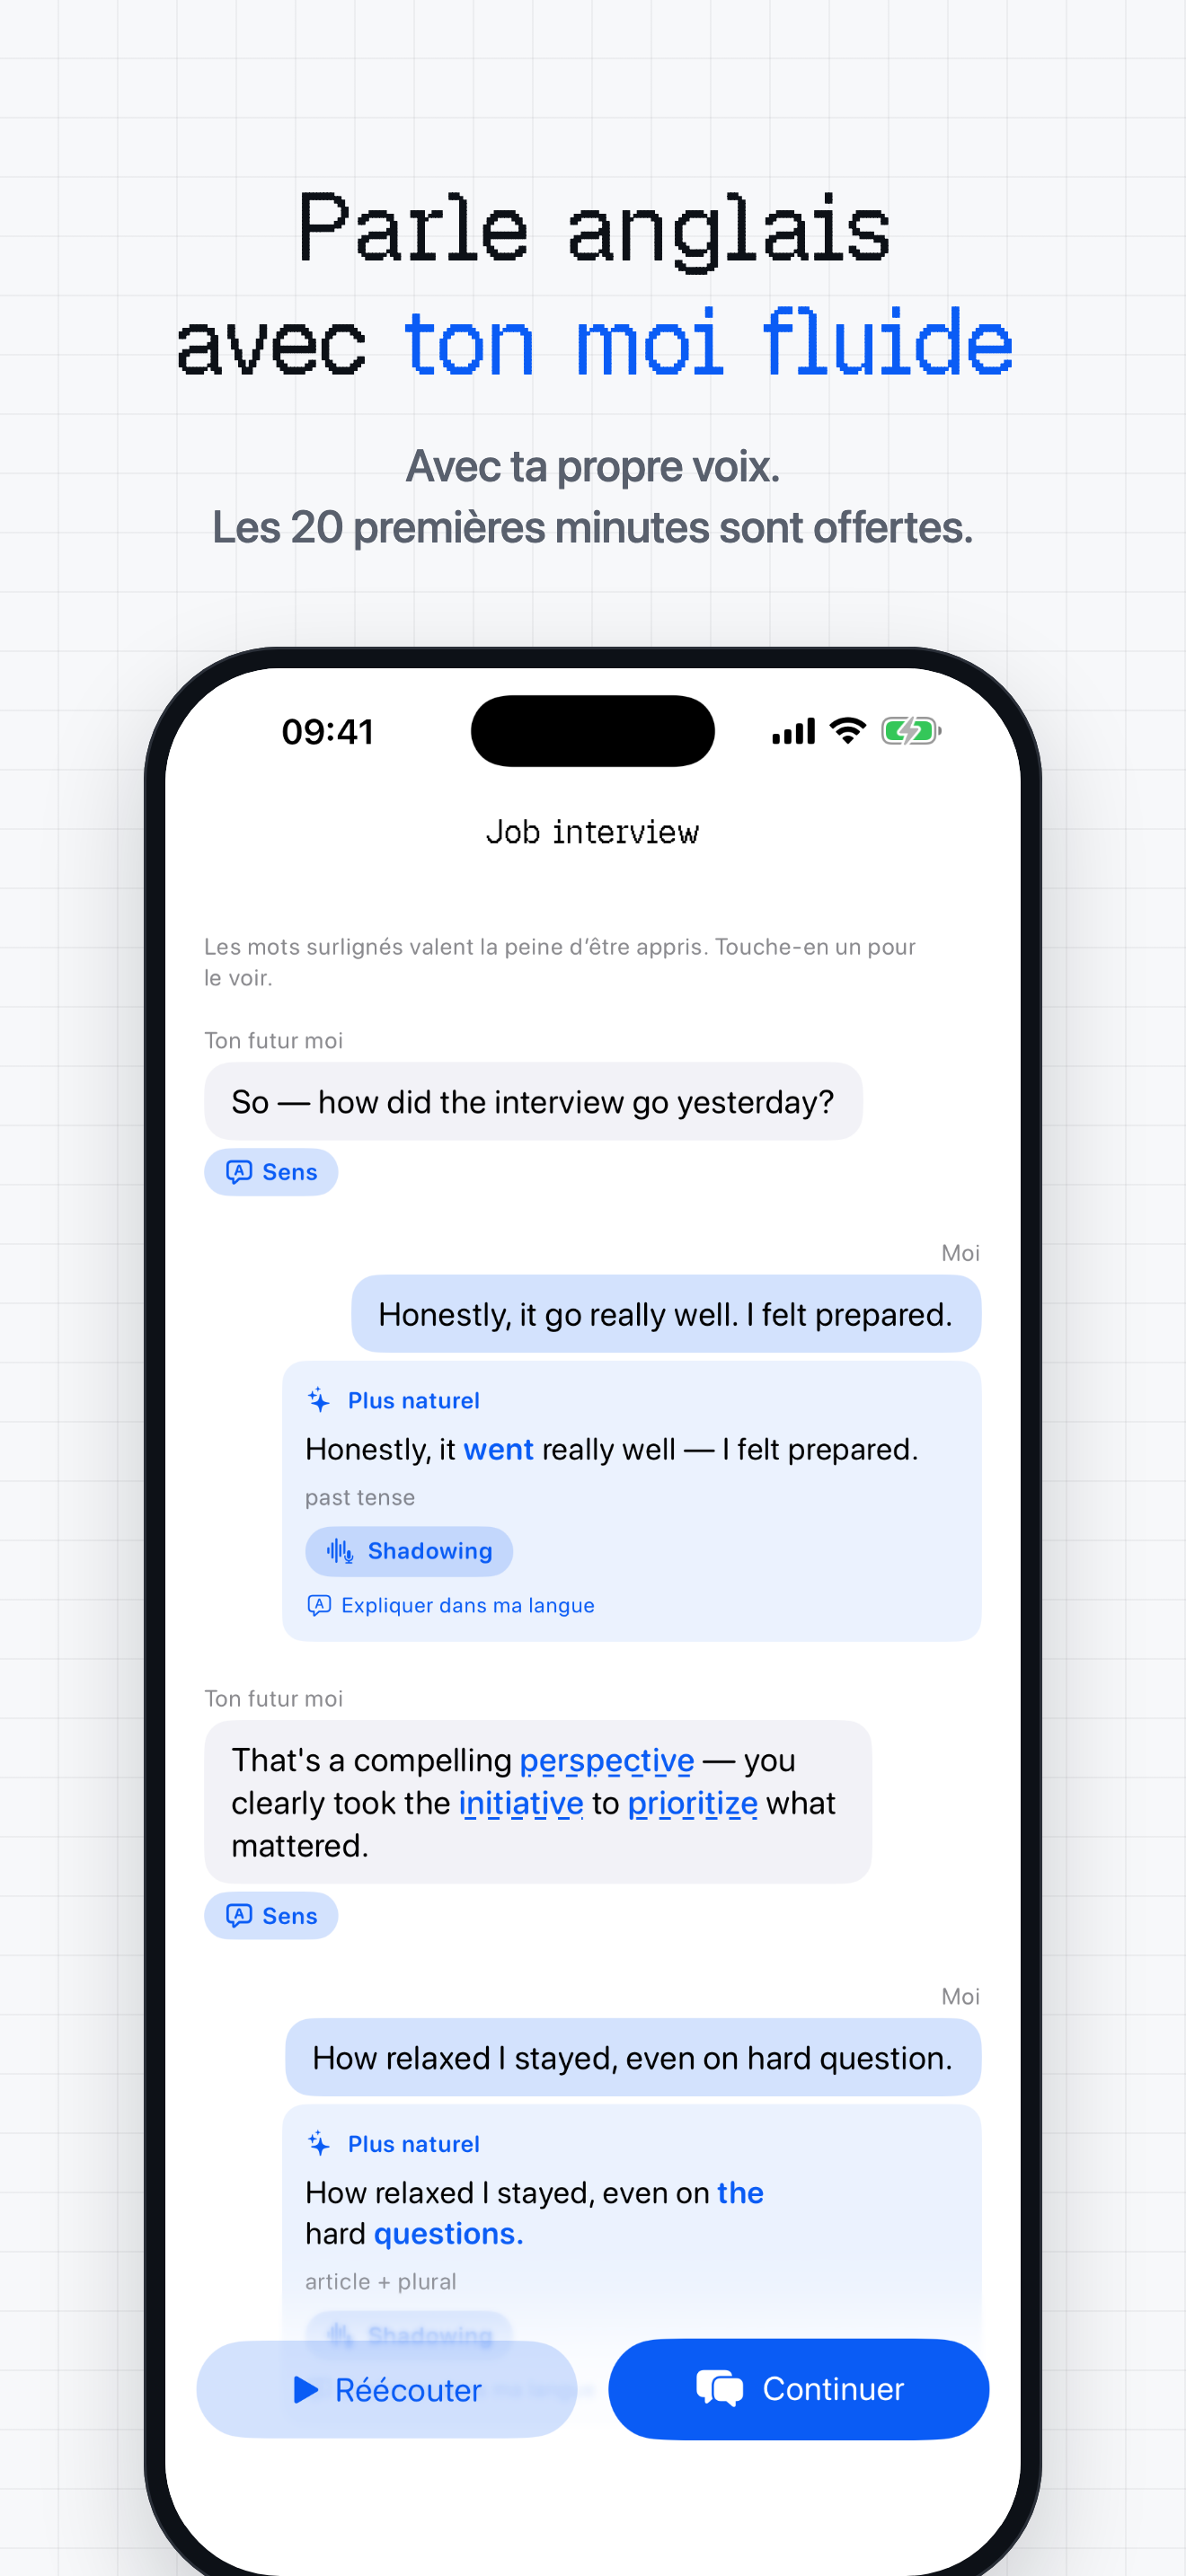 Parle anglais
avec ton moi fluide
Avec ta propre voix.
Les 20 premières minutes sont offertes.
09:41
Job interview
Les mots surlignés valent la peine d’être appris. Touche-en un pour
le voir.
Ton futur moi
So — how did the interview go yesterday?
Sens
Moi
Honestly, it go really well. I felt prepared.
Plus naturel
Honestly, it went really well — I felt prepared.
past tense
Shadowing
Expliquer dans ma langue
Ton futur moi
That's a compelling perspective — you
clearly took the initiative to prioritize what
mattered.
Sens
Moi
How relaxed I stayed, even on hard question.
Plus naturel
How relaxed I stayed, even on the
hard questions.
article + plural
Shadowing
Réécouter
Continuer